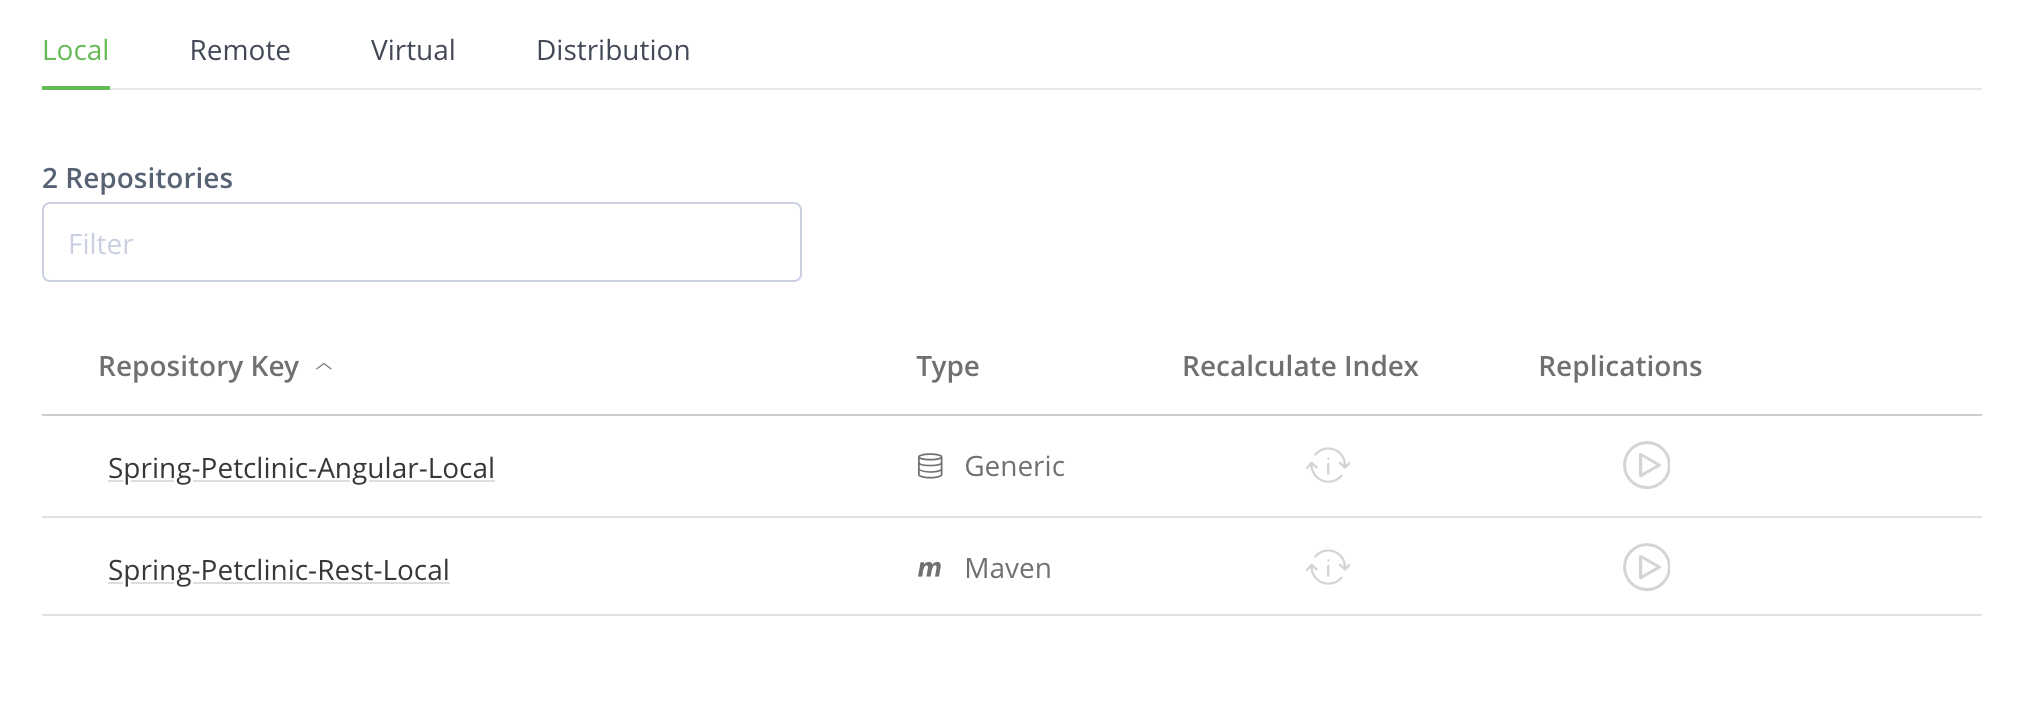 Local Remote Virtual Distribution
2 Repositories
Filter
Repository Key Type Recalculate Index Replications
Spring-Petclinic-Angular-Local Generic
Spring-Petclinic-Rest-Local m Maven